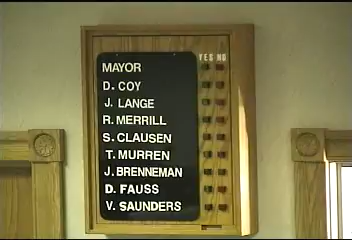 YES NO
MAYOR
D. COY
J. LANGE
R. MERRILL
S. CLAUSEN
T. MURREN
J. BRENNEMAN
D. FAUSS
V. SAUNDERS